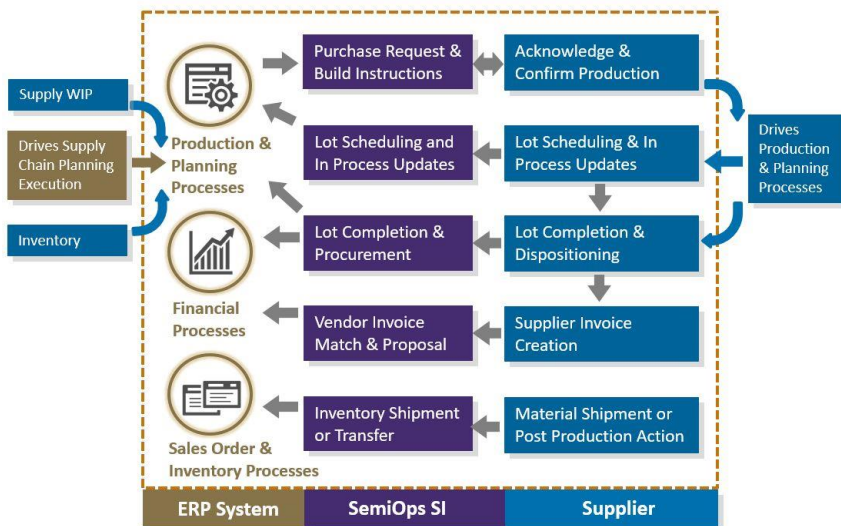 Supply WIP
Drives Supply
Chain Planning
Execution
Inventory
Production &
Planning
Processes
Financial
Processes
Sales Order &
Inventory Processes
Purchase Request &
Build Instructions
Acknowledge &
Confirm Production
Lot Scheduling and
In Process Updates
Lot Scheduling & In
Process Updates
Lot Completion &
Procurement
Lot Completion &
Dispositioning
Vendor Invoice
Match & Proposal
Supplier Invoice
Creation
Inventory Shipment
or Transfer
Material Shipment or
Post Production Action
Drives
Production
& Planning
Processes
ERP System
SemiOps SI
Supplier